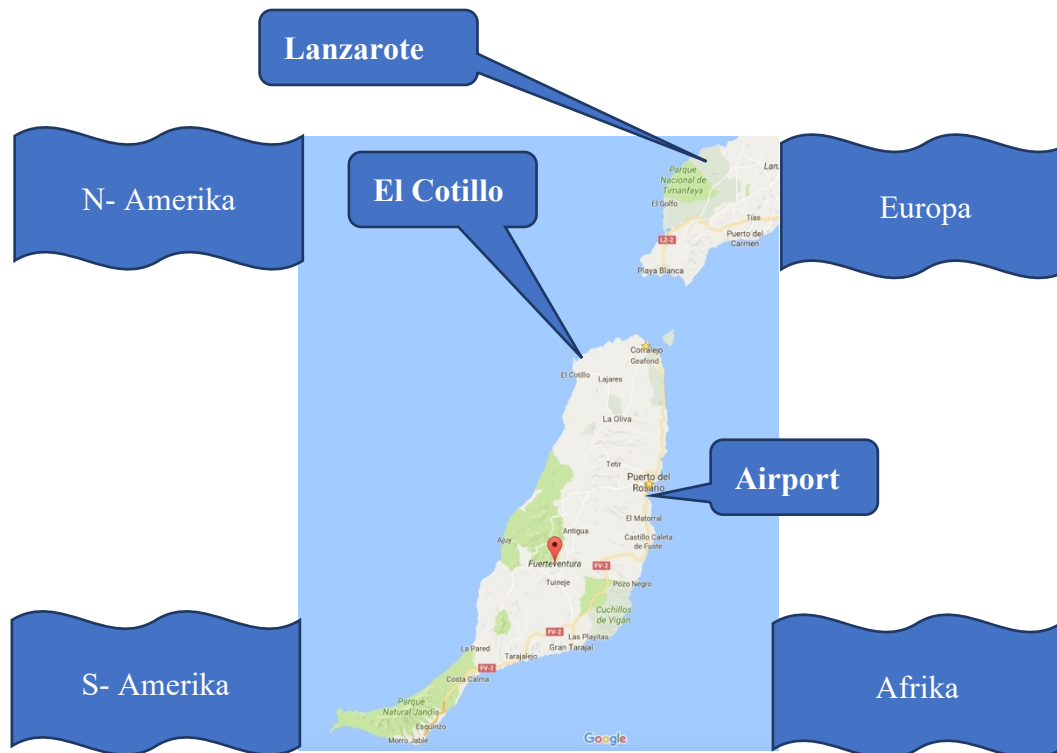 Lanzarote
N- Amerika
El Cotillo
Europa
Parque
Nacional de
Timanfaya
Lan
El Golfo
Tías
Puerto del
Carmen
LZ-2
Playa Blanca
Corralejo
Geafond
El Cotillo
Lajares
La Oliva
Tetir
Puerto del
Rosario
Airport
El Matorral
Antigua
Castillo Caleta
de Fuste
Ajuy
Fuerteventura
FV-2
Tuineje
Pozo Negro
Cuchillos
de Vigán
FV-2
Las Playitas
Gran Tarajal
La Pared
Tarajalejo
FV-2
Costa Calma
S- Amerika
Afrika
Parque
Natural Jandía
Esquinzo
Morro Jable
Google